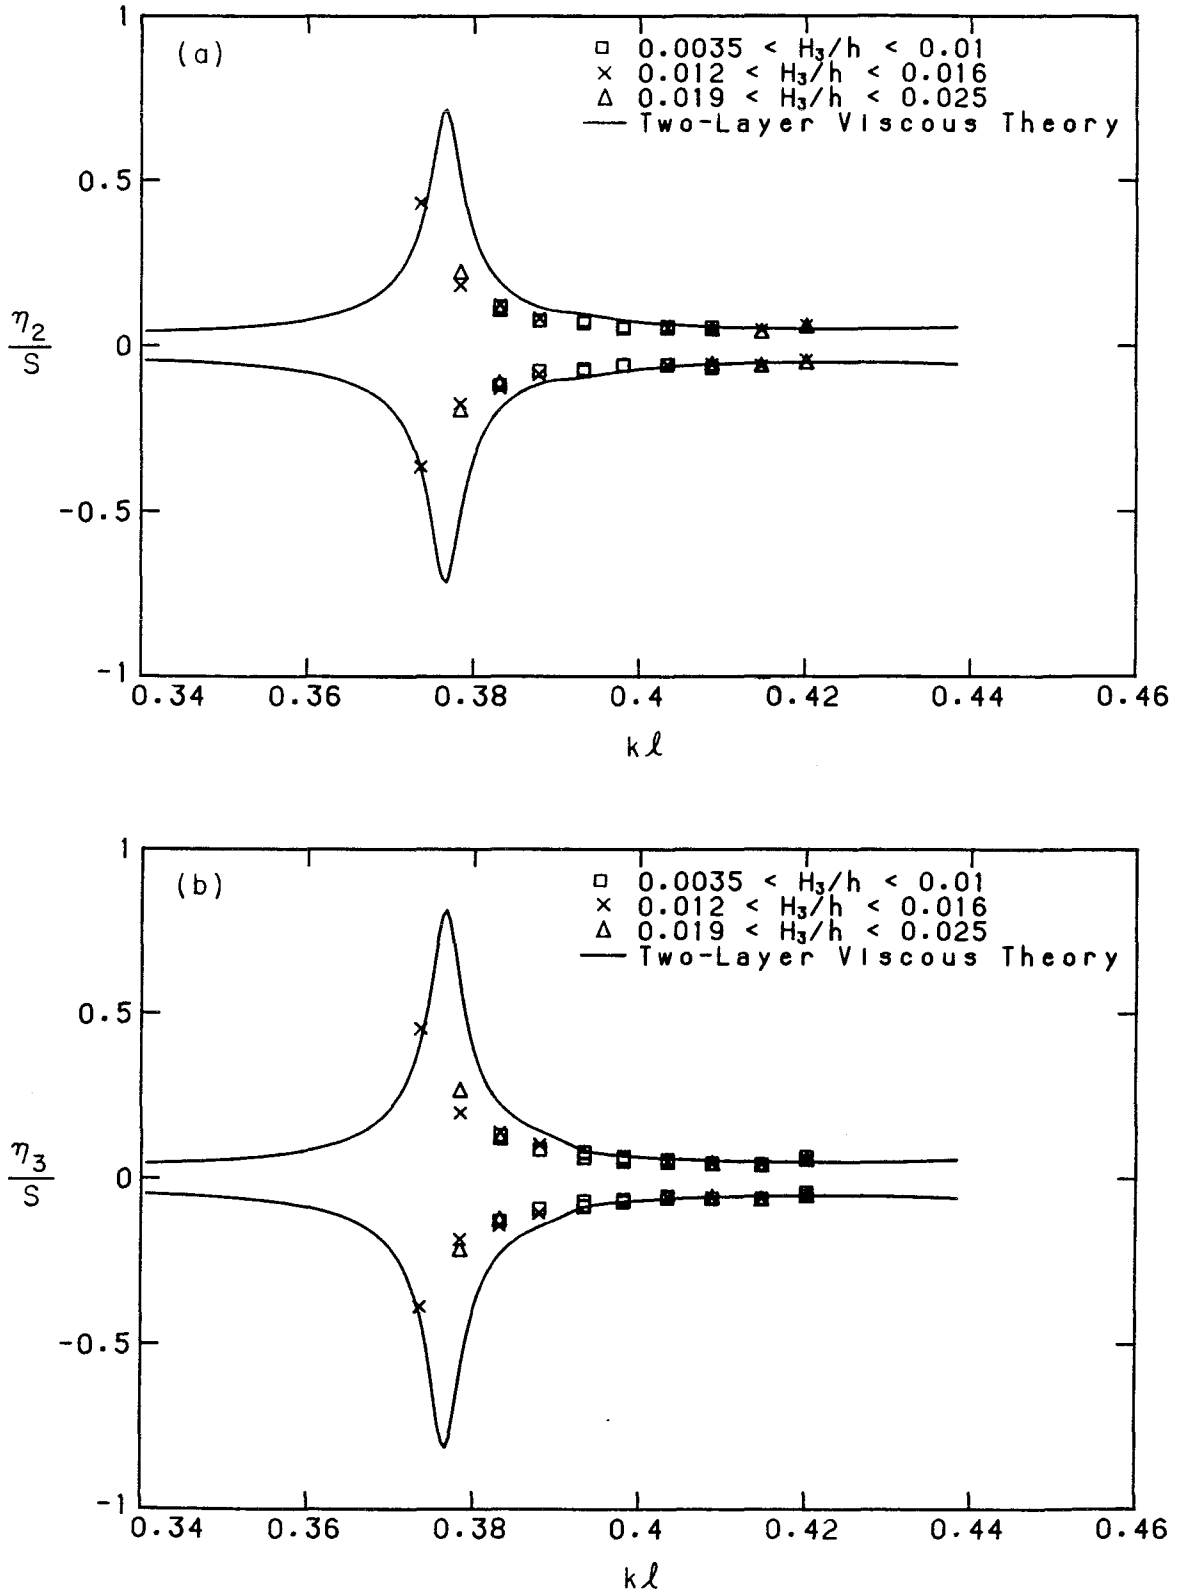 1
(a)
□ 0.0035 < H₃/h < 0.01
× 0.012 < H₃/h < 0.016
△ 0.019 < H₃/h < 0.025
— Two-Layer Viscous Theory
0.5
η₂/S
0
-0.5
-1
0.34 0.36 0.38 0.4 0.42 0.44 0.46
kℓ
1
(b)
□ 0.0035 < H₃/h < 0.01
× 0.012 < H₃/h < 0.016
△ 0.019 < H₃/h < 0.025
— Two-Layer Viscous Theory
0.5
η₃/S
0
-0.5
-1
0.34 0.36 0.38 0.4 0.42 0.44 0.46
kℓ